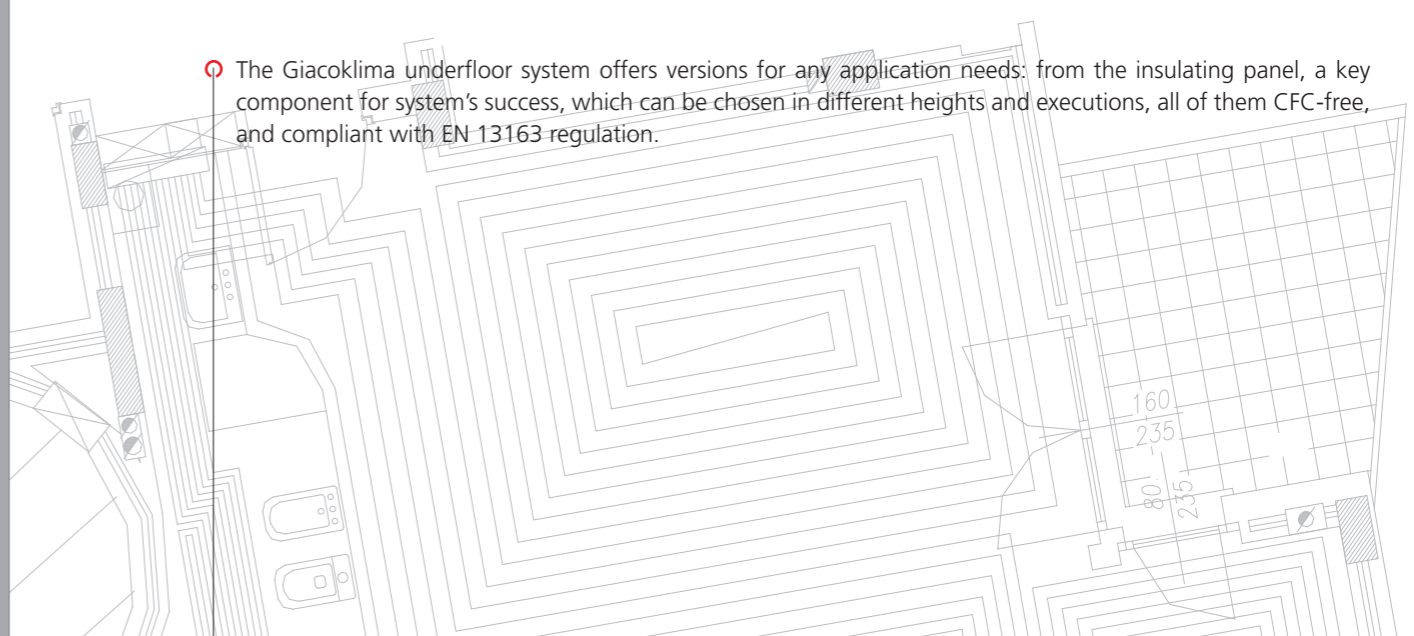 The Giacoklima underfloor system offers versions for any application needs: from the insulating panel, a key
component for system's success, which can be chosen in different heights and executions, all of them CFC-free,
and compliant with EN 13163 regulation.
160
235
80
235